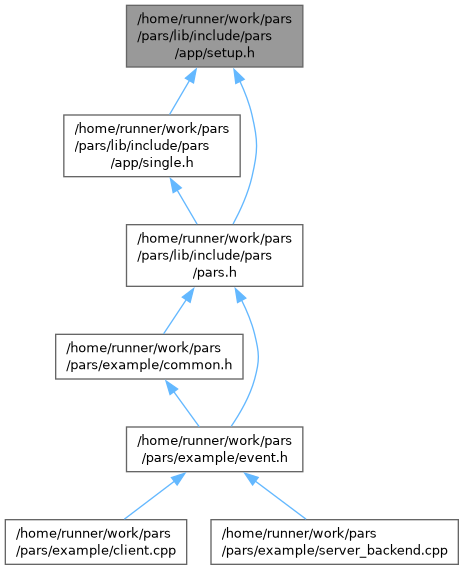 /home/runner/work/pars
/pars/lib/include/pars
/app/setup.h
/home/runner/work/pars
/pars/lib/include/pars
/app/single.h
/home/runner/work/pars
/pars/lib/include/pars
/pars.h
/home/runner/work/pars
/pars/example/common.h
/home/runner/work/pars
/pars/example/event.h
/home/runner/work/pars
/pars/example/client.cpp
/home/runner/work/pars
/pars/example/server_backend.cpp